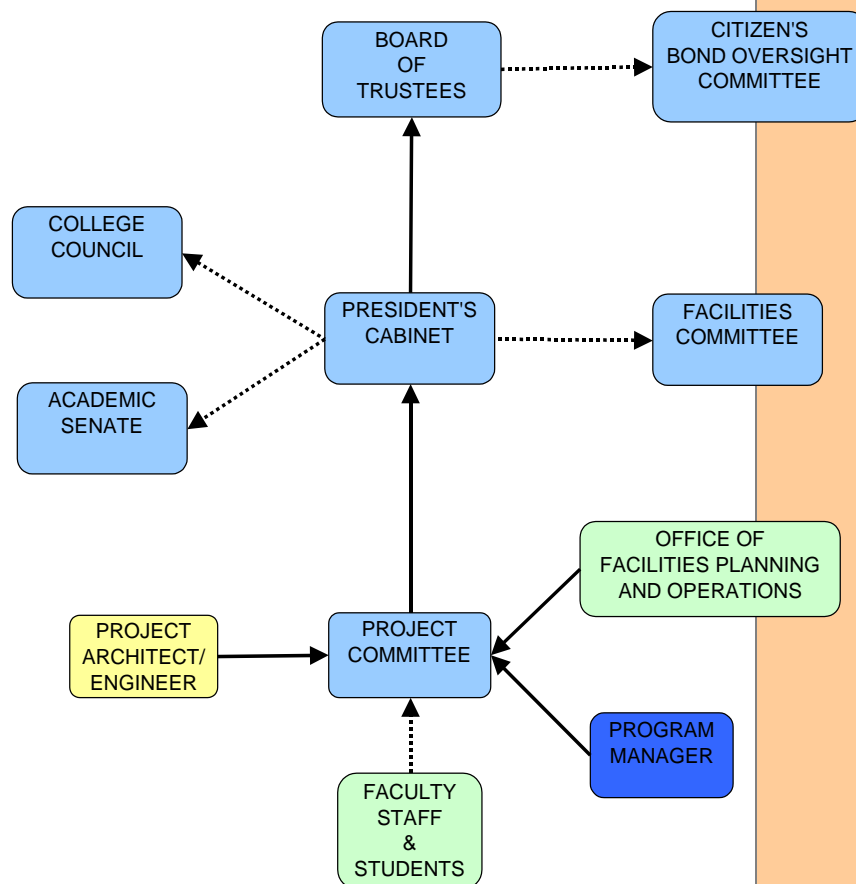 BOARD
OF
TRUSTEES
CITIZEN'S
BOND OVERSIGHT
COMMITTEE
COLLEGE
COUNCIL
PRESIDENT'S
CABINET
FACILITIES
COMMITTEE
ACADEMIC
SENATE
OFFICE OF
FACILITIES PLANNING
AND OPERATIONS
PROJECT
ARCHITECT/
ENGINEER
PROJECT
COMMITTEE
PROGRAM
MANAGER
FACULTY
STAFF
&
STUDENTS